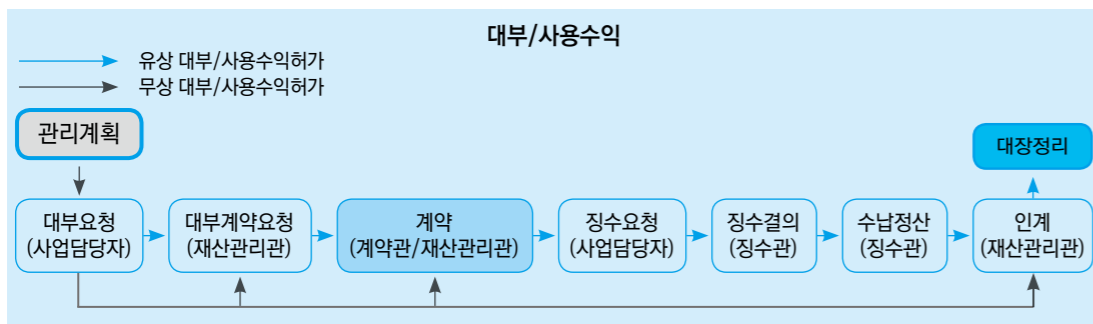 대부/사용수익
유상 대부/사용수익허가
무상 대부/사용수익허가
관리계획
대장정리
대부요청
(사업담당자)
대부계약요청
(재산관리관)
계약
(계약관/재산관리관)
징수요청
(사업담당자)
징수결의
(징수관)
수납정산
(징수관)
인계
(재산관리관)